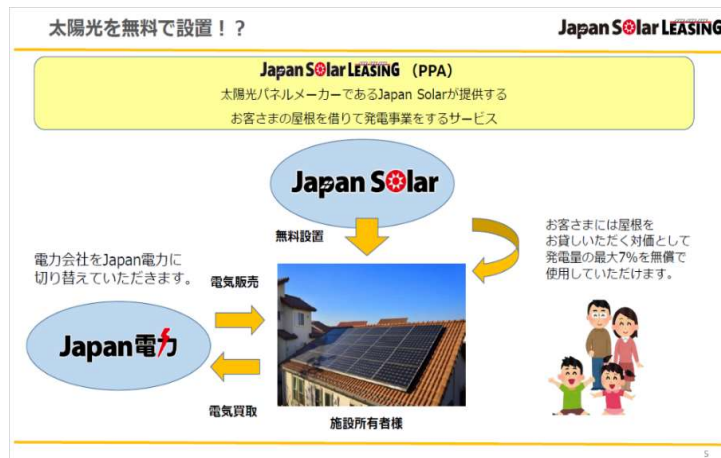 太陽光を無料で設置！？
Japan Solar LEASING
Japan Solar LEASING （PPA）
太陽光パネルメーカーであるJapan Solarが提供する
お客さまの屋根を借りて発電事業をするサービス
Japan Solar
無料設置
お客さまには屋根を
お貸しいただく対価として
発電量の最大7%を無償で
使用していただけます。
電力会社をJapan電力に
切り替えていただきます。
電気販売
Japan電力
電気買取
施設所有者様
5